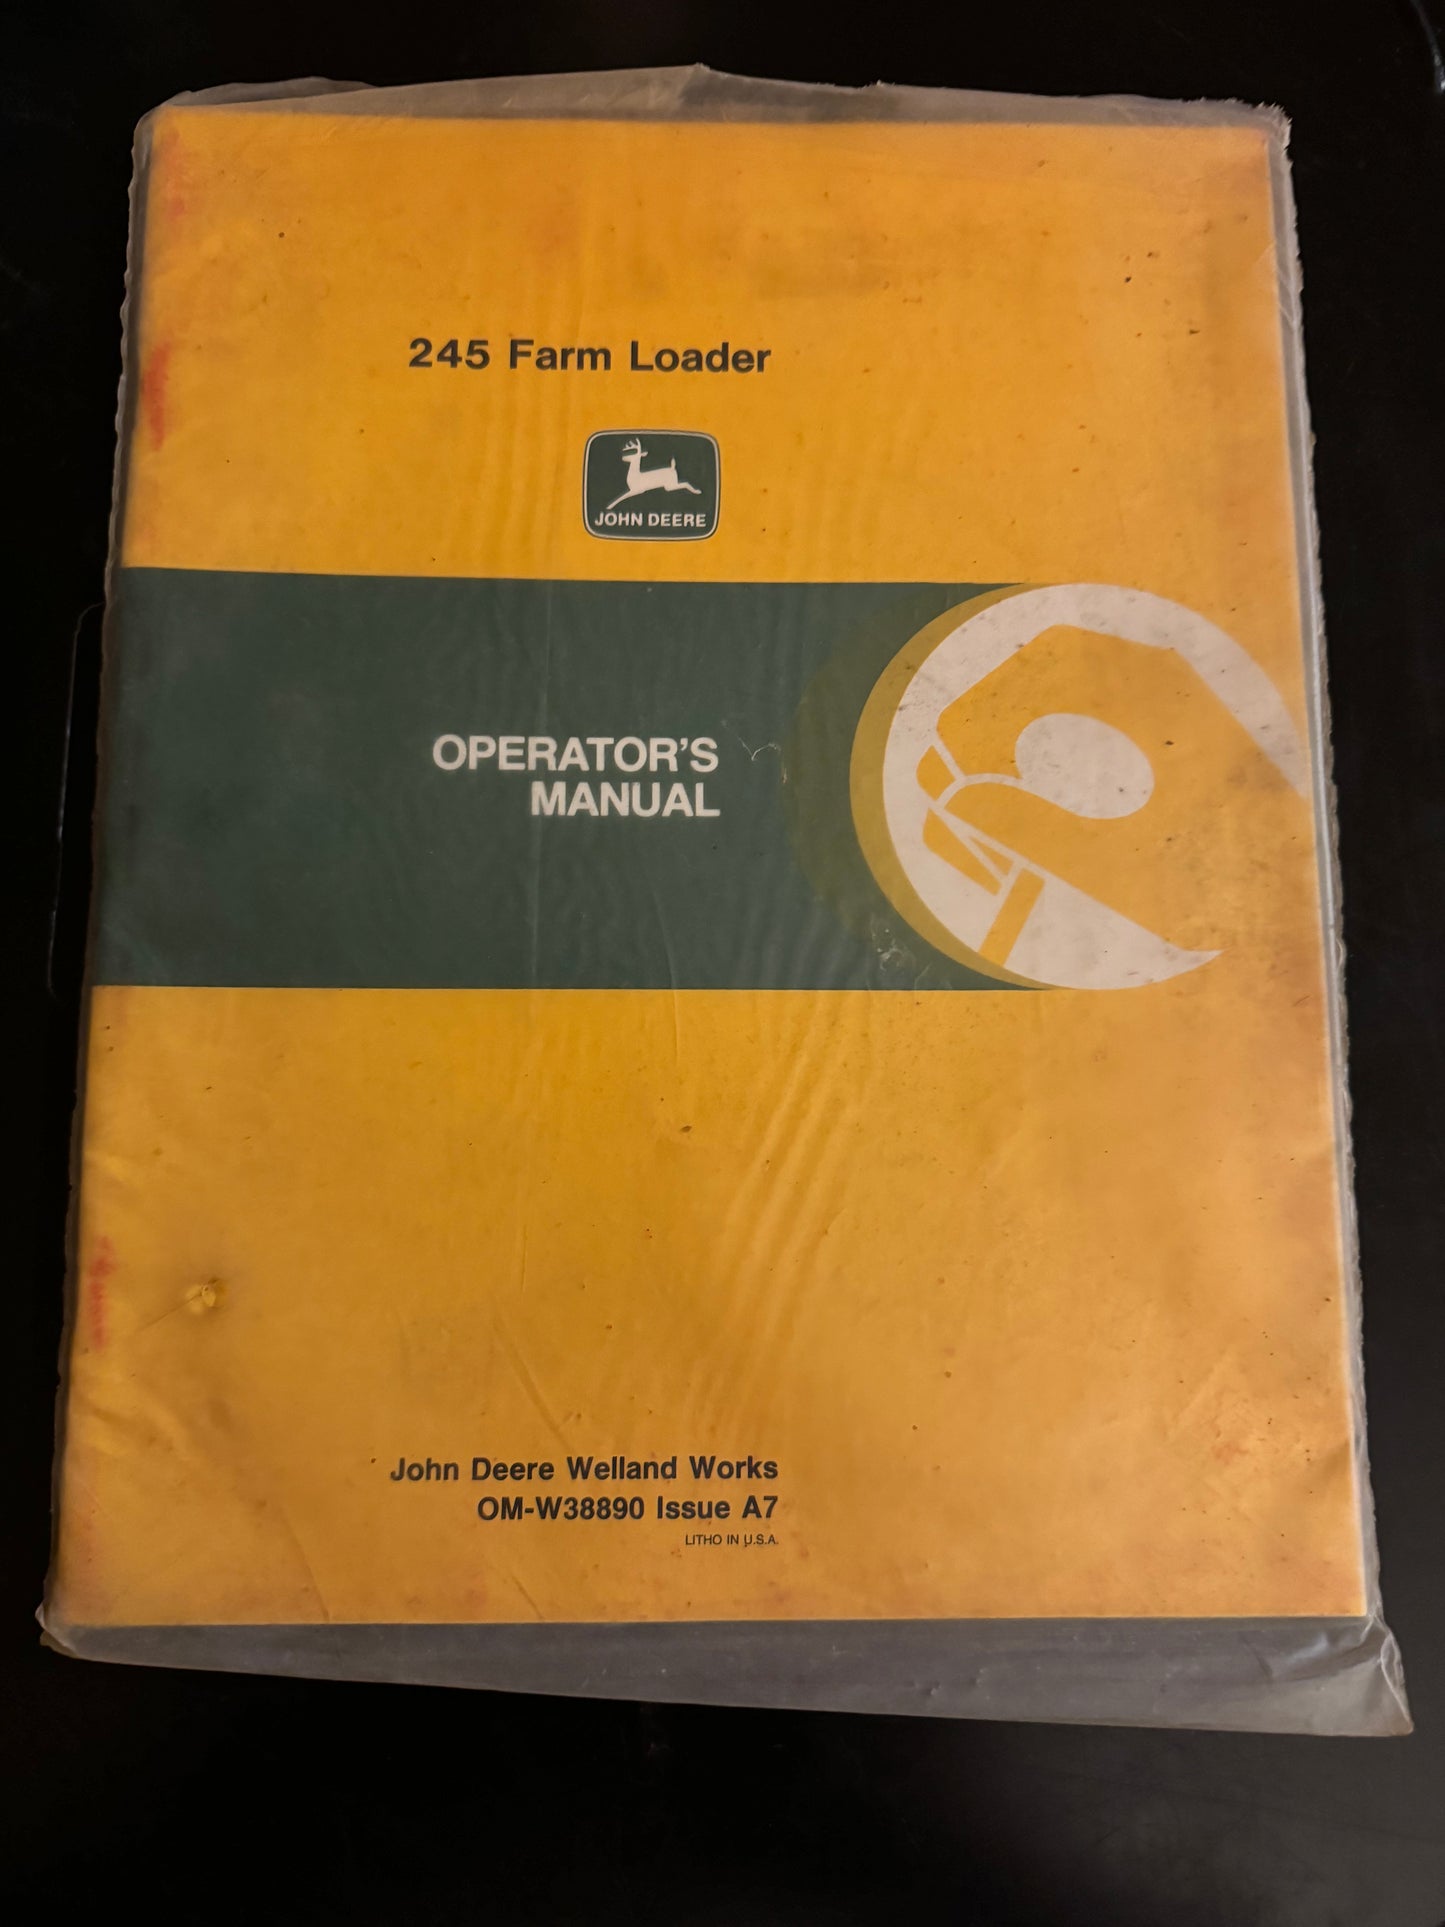 245 Farm Loader
JOHN DEERE
OPERATOR'S
MANUAL
John Deere Welland Works
OM-W38890 Issue A7
LITHO IN U.S.A.